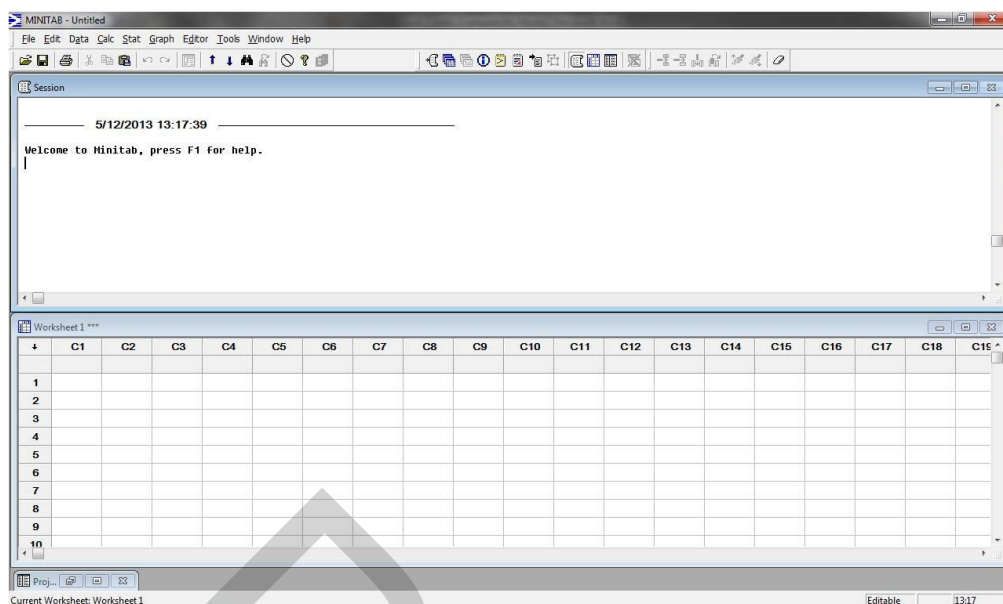 MINITAB - Untitled
File Edit Data Calc Stat Graph Editor Tools Window Help
Session
5/12/2013 13:17:39
Welcome to Minitab, press F1 for help.
Worksheet 1 ***
C1 C2 C3 C4 C5 C6 C7 C8 C9 C10 C11 C12 C13 C14 C15 C16 C17 C18 C19
1
2
3
4
5
6
7
8
9
10
Proj...
Current Worksheet: Worksheet 1 Editable 13:17